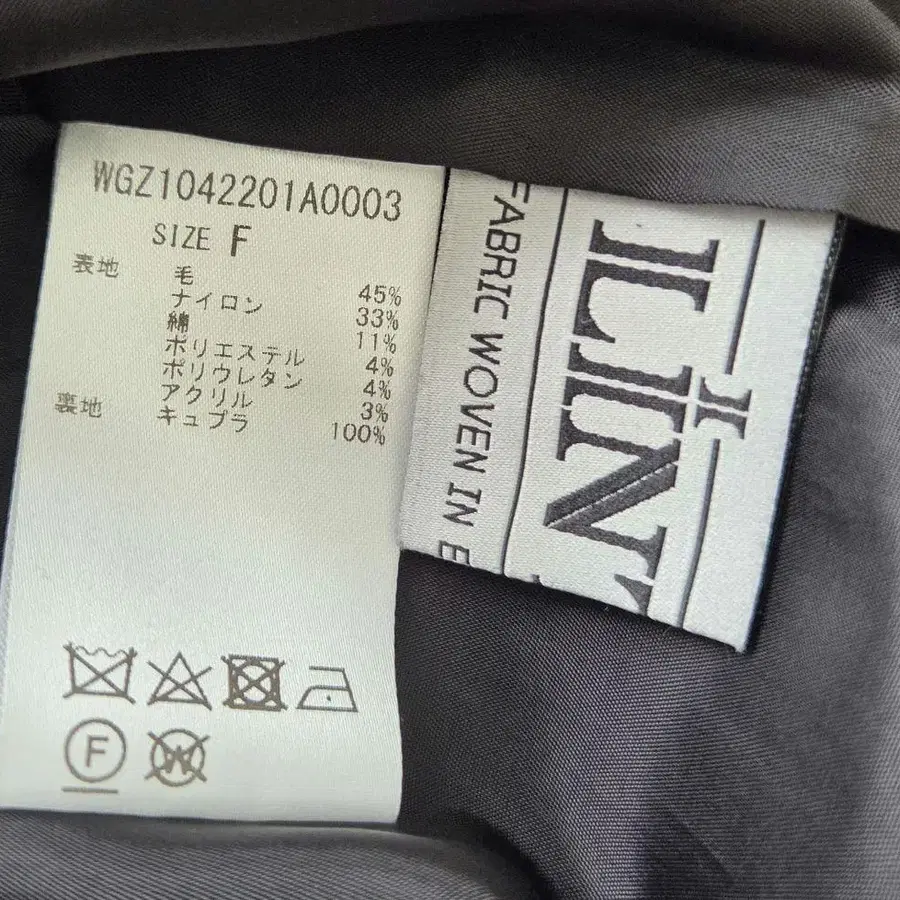 WGZ1042201A0003
SIZE F
表地 毛 45%
ナイロン 33%
綿 11%
ポリエステル 4%
ポリウレタン 4%
アクリル 3%
裏地 キュプラ 100%
F
W
FABRIC WOVEN IN